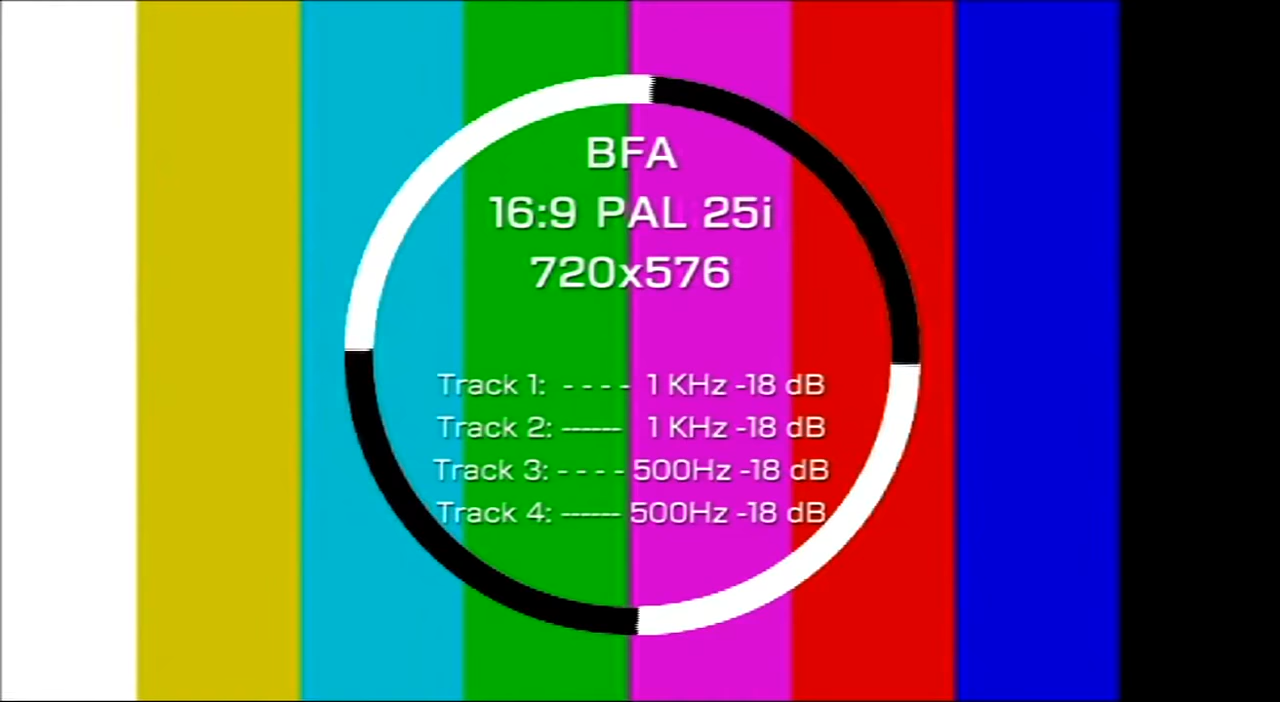 BFA
16:9 PAL 25i
720x576
Track 1: - - - - 1 KHz -18 dB
Track 2: ------ 1 KHz -18 dB
Track 3: - - - - 500Hz -18 dB
Track 4: ------ 500Hz -18 dB